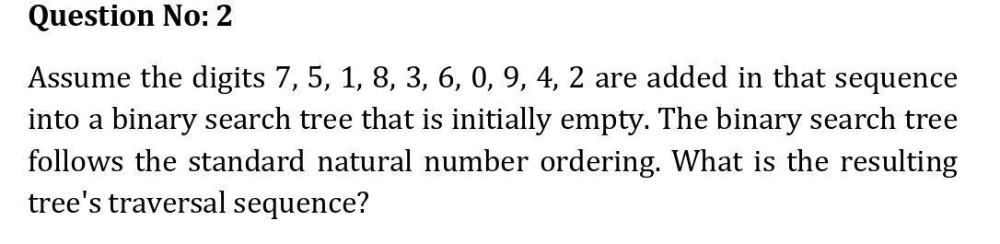 Question No: 2
Assume the digits 7, 5, 1, 8, 3, 6, 0, 9, 4, 2 are added in that sequence
into a binary search tree that is initially empty. The binary search tree
follows the standard natural number ordering. What is the resulting
tree's traversal sequence?